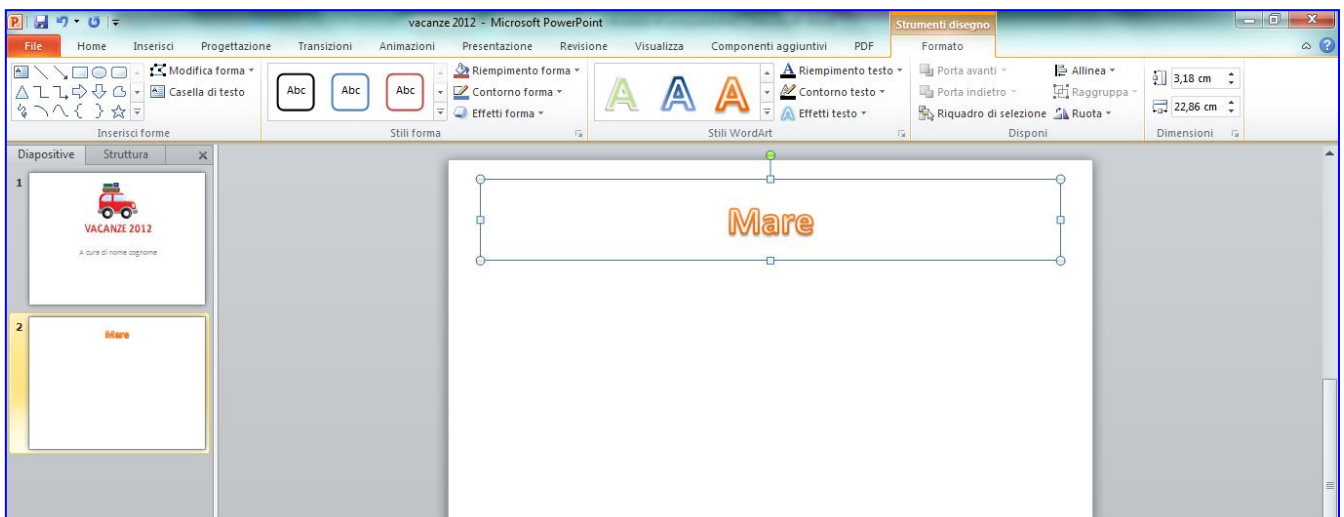 vacanze 2012 - Microsoft PowerPoint
Strumenti disegno
File Home Inserisci Progettazione Transizioni Animazioni Presentazione Revisione Visualizza Componenti aggiuntivi PDF Formato
Modifica forma
Casella di testo
Inserisci forme
Abc Abc Abc
Riempimento forma
Contorno forma
Effetti forma
Stili forma
A A A
Riempimento testo
Contorno testo
Effetti testo
Stili WordArt
Porta avanti
Porta indietro
Riquadro di selezione
Allinea
Raggruppa
Ruota
Disponi
3,18 cm
22,86 cm
Dimensioni
Diapositive Struttura
1
VACANZE 2012
A cura di nome cognome
2
Mare
Mare